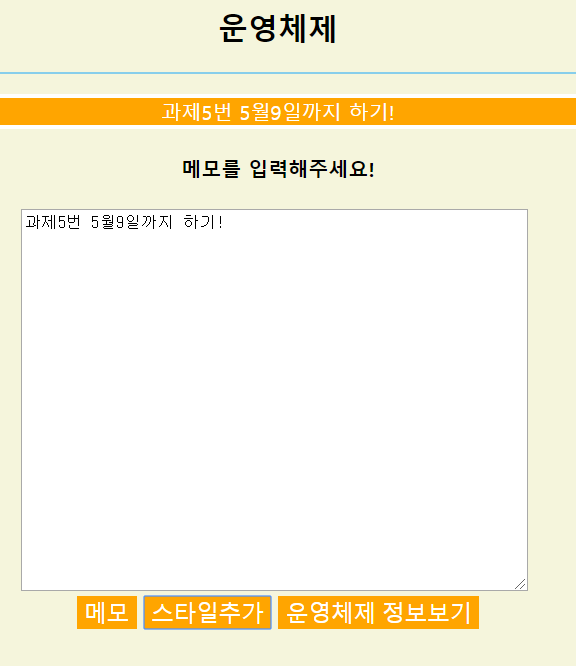 운영체제
과제5번 5월9일까지 하기!
메모를 입력해주세요!
과제5번 5월9일까지 하기!
메모 스타일추가 운영체제 정보보기